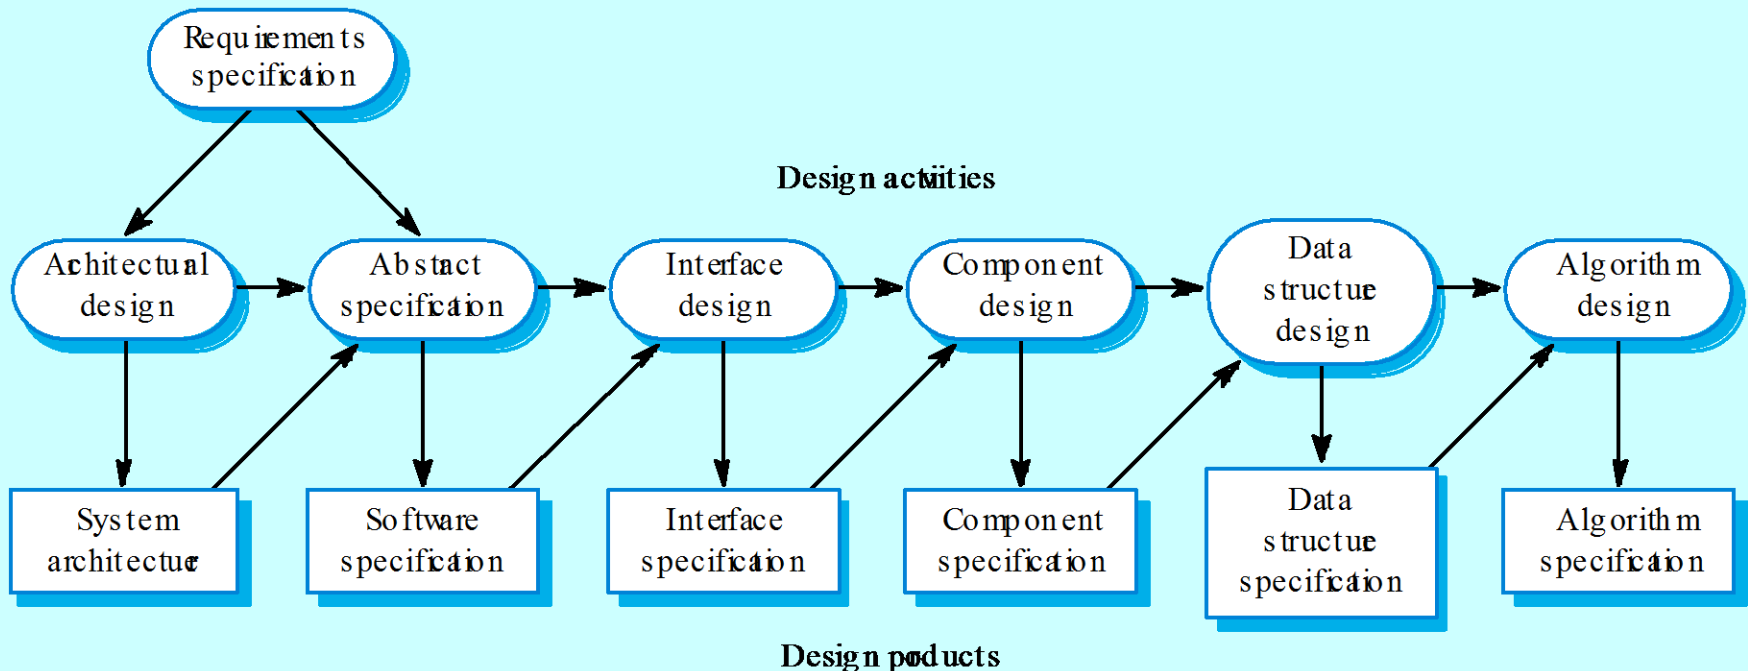 Requirements
specification
Design activities
Architectural
design
Abstract
specification
Interface
design
Component
design
Data
structure
design
Algorithm
design
System
architecture
Software
specification
Interface
specification
Component
specification
Data
structure
specification
Algorithm
specification
Design products